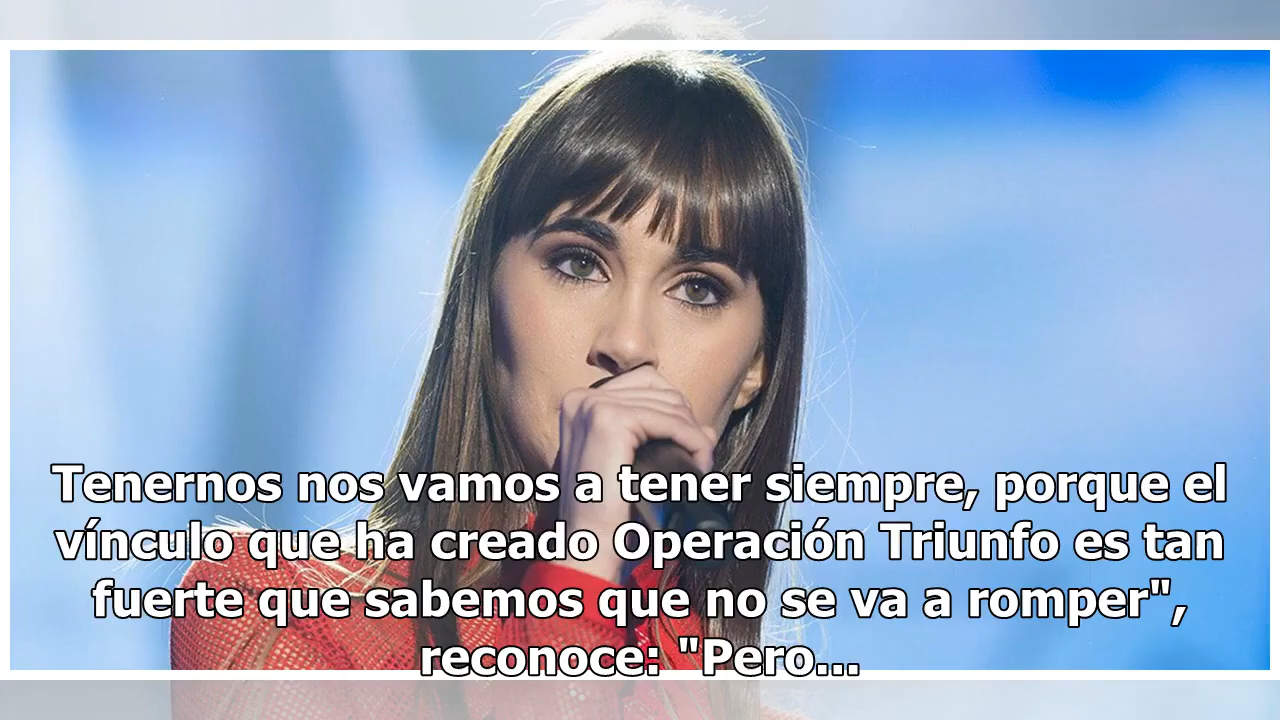 Tenernos nos vamos a tener siempre, porque el
vínculo que ha creado Operación Triunfo es tan
fuerte que sabemos que no se va a romper",
reconoce: "Pero...